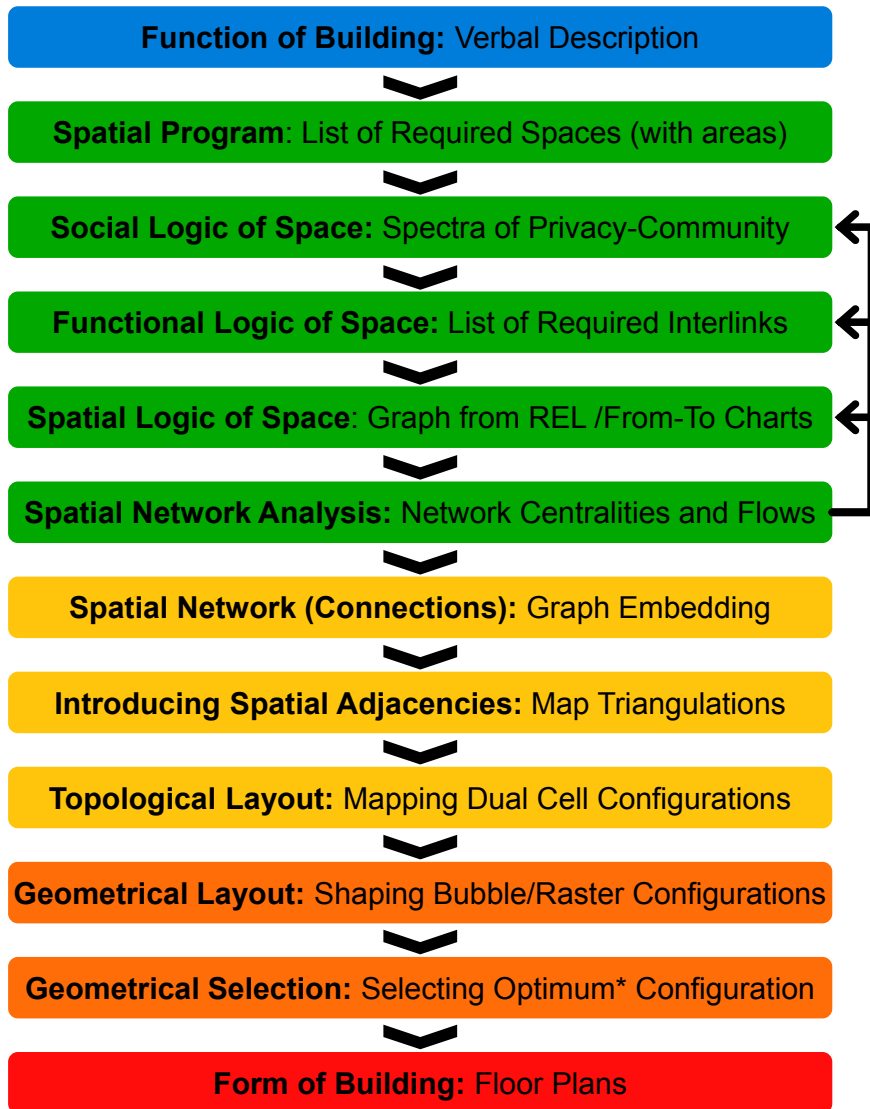 Function of Building: Verbal Description
Spatial Program: List of Required Spaces (with areas)
Social Logic of Space: Spectra of Privacy-Community
Functional Logic of Space: List of Required Interlinks
Spatial Logic of Space: Graph from REL /From-To Charts
Spatial Network Analysis: Network Centralities and Flows
Spatial Network (Connections): Graph Embedding
Introducing Spatial Adjacencies: Map Triangulations
Topological Layout: Mapping Dual Cell Configurations
Geometrical Layout: Shaping Bubble/Raster Configurations
Geometrical Selection: Selecting Optimum* Configuration
Form of Building: Floor Plans